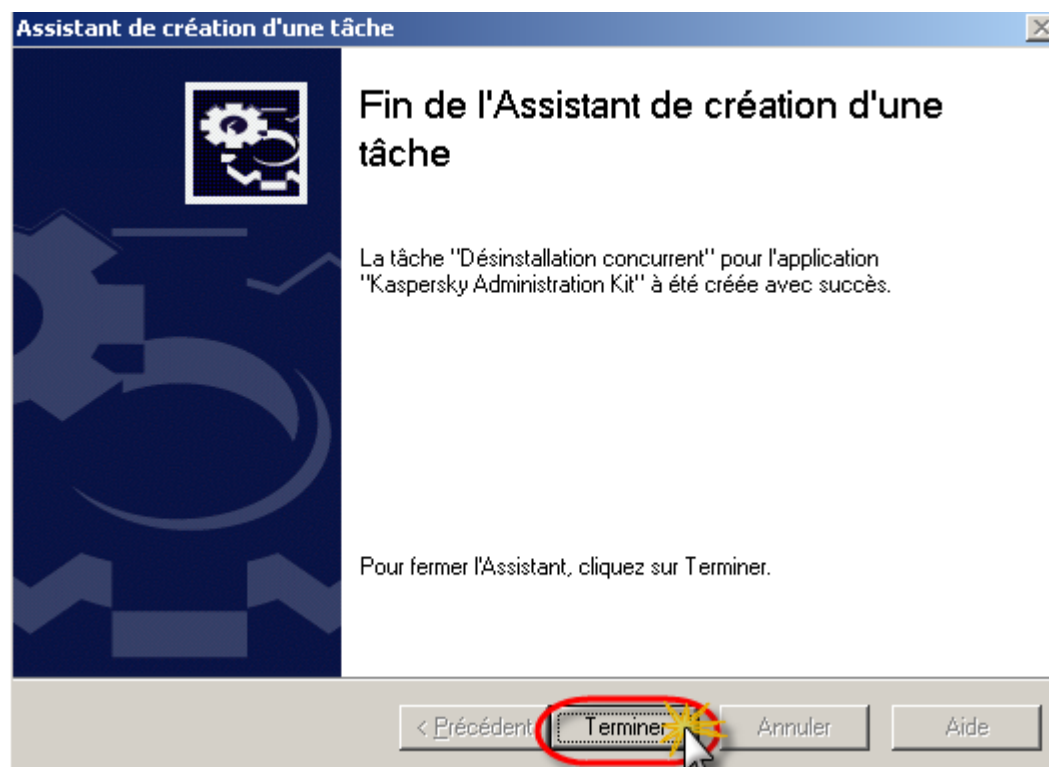 Assistant de création d'une tâche
Fin de l'Assistant de création d'une
tâche
La tâche "Désinstallation concurrent" pour l'application
"Kaspersky Administration Kit" à été créée avec succès.
Pour fermer l'Assistant, cliquez sur Terminer.
< Précédent Terminer Annuler Aide